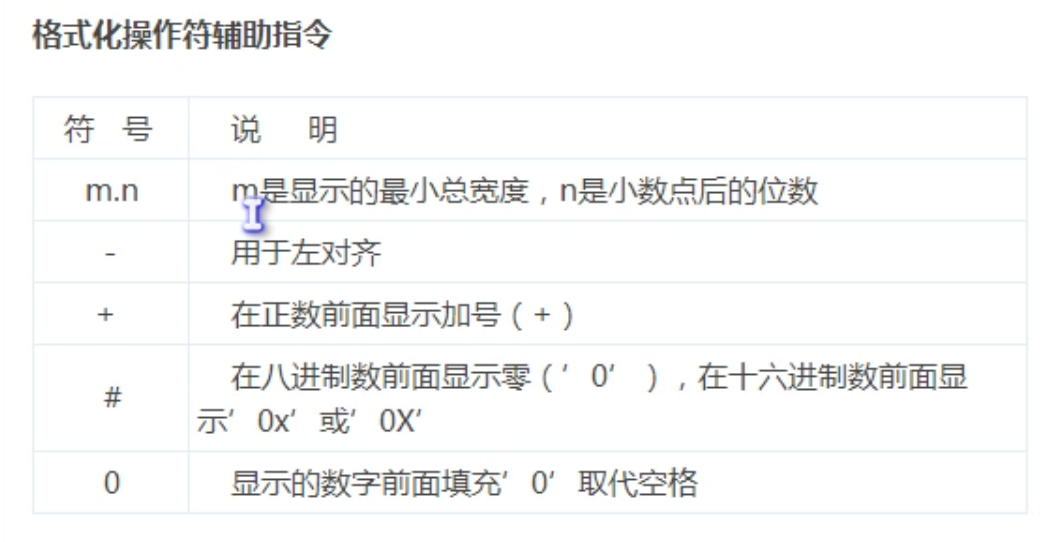 格式化操作符辅助指令
符 号 说 明
m.n m是显示的最小总宽度，n是小数点后的位数
- 用于左对齐
+ 在正数前面显示加号（+）
# 在八进制数前面显示零（’0’），在十六进制数前面显
示’0x’或’0X’
0 显示的数字前面填充’0’取代空格